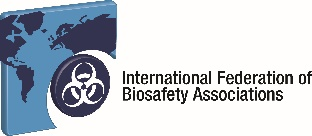 International Federation of
Biosafety Associations